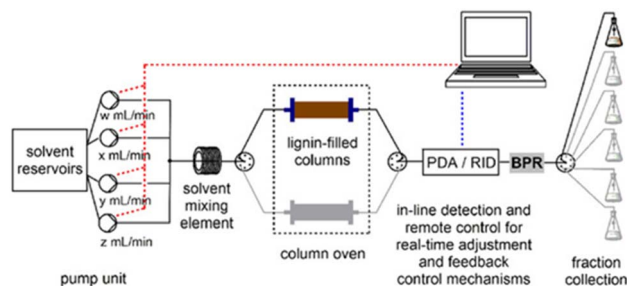 w mL/min
solvent
reservoirs
x mL/min
y mL/min
z mL/min
pump unit
solvent
mixing
element
lignin-filled
columns
column oven
PDA / RID
BPR
in-line detection and
remote control for
real-time adjustment
and feedback
control mechanisms
fraction
collection